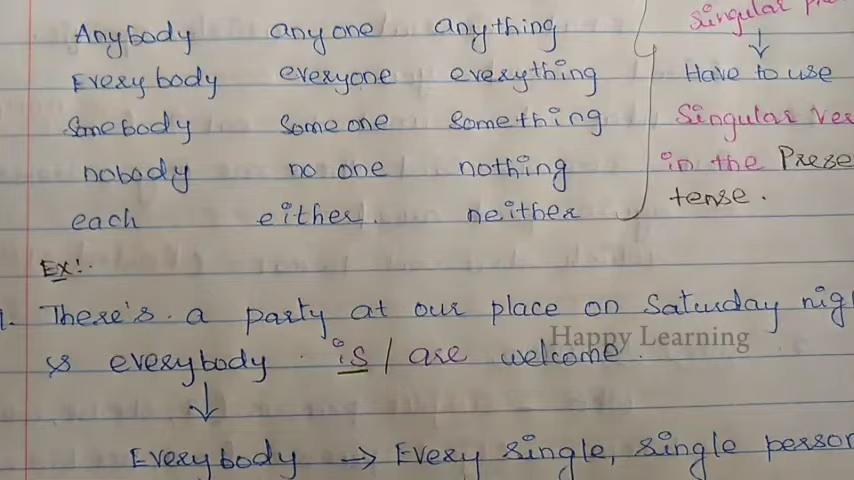 singular
Anybody anyone anything
Everybody everyone everything Have to use
Somebody Someone something Singular
nobody no one nothing in the
each either neither tense.
Ex:-
1. There's a party at our place on Saturday
& everybody is / are welcome.
Happy Learning
Everybody → Every single, single person